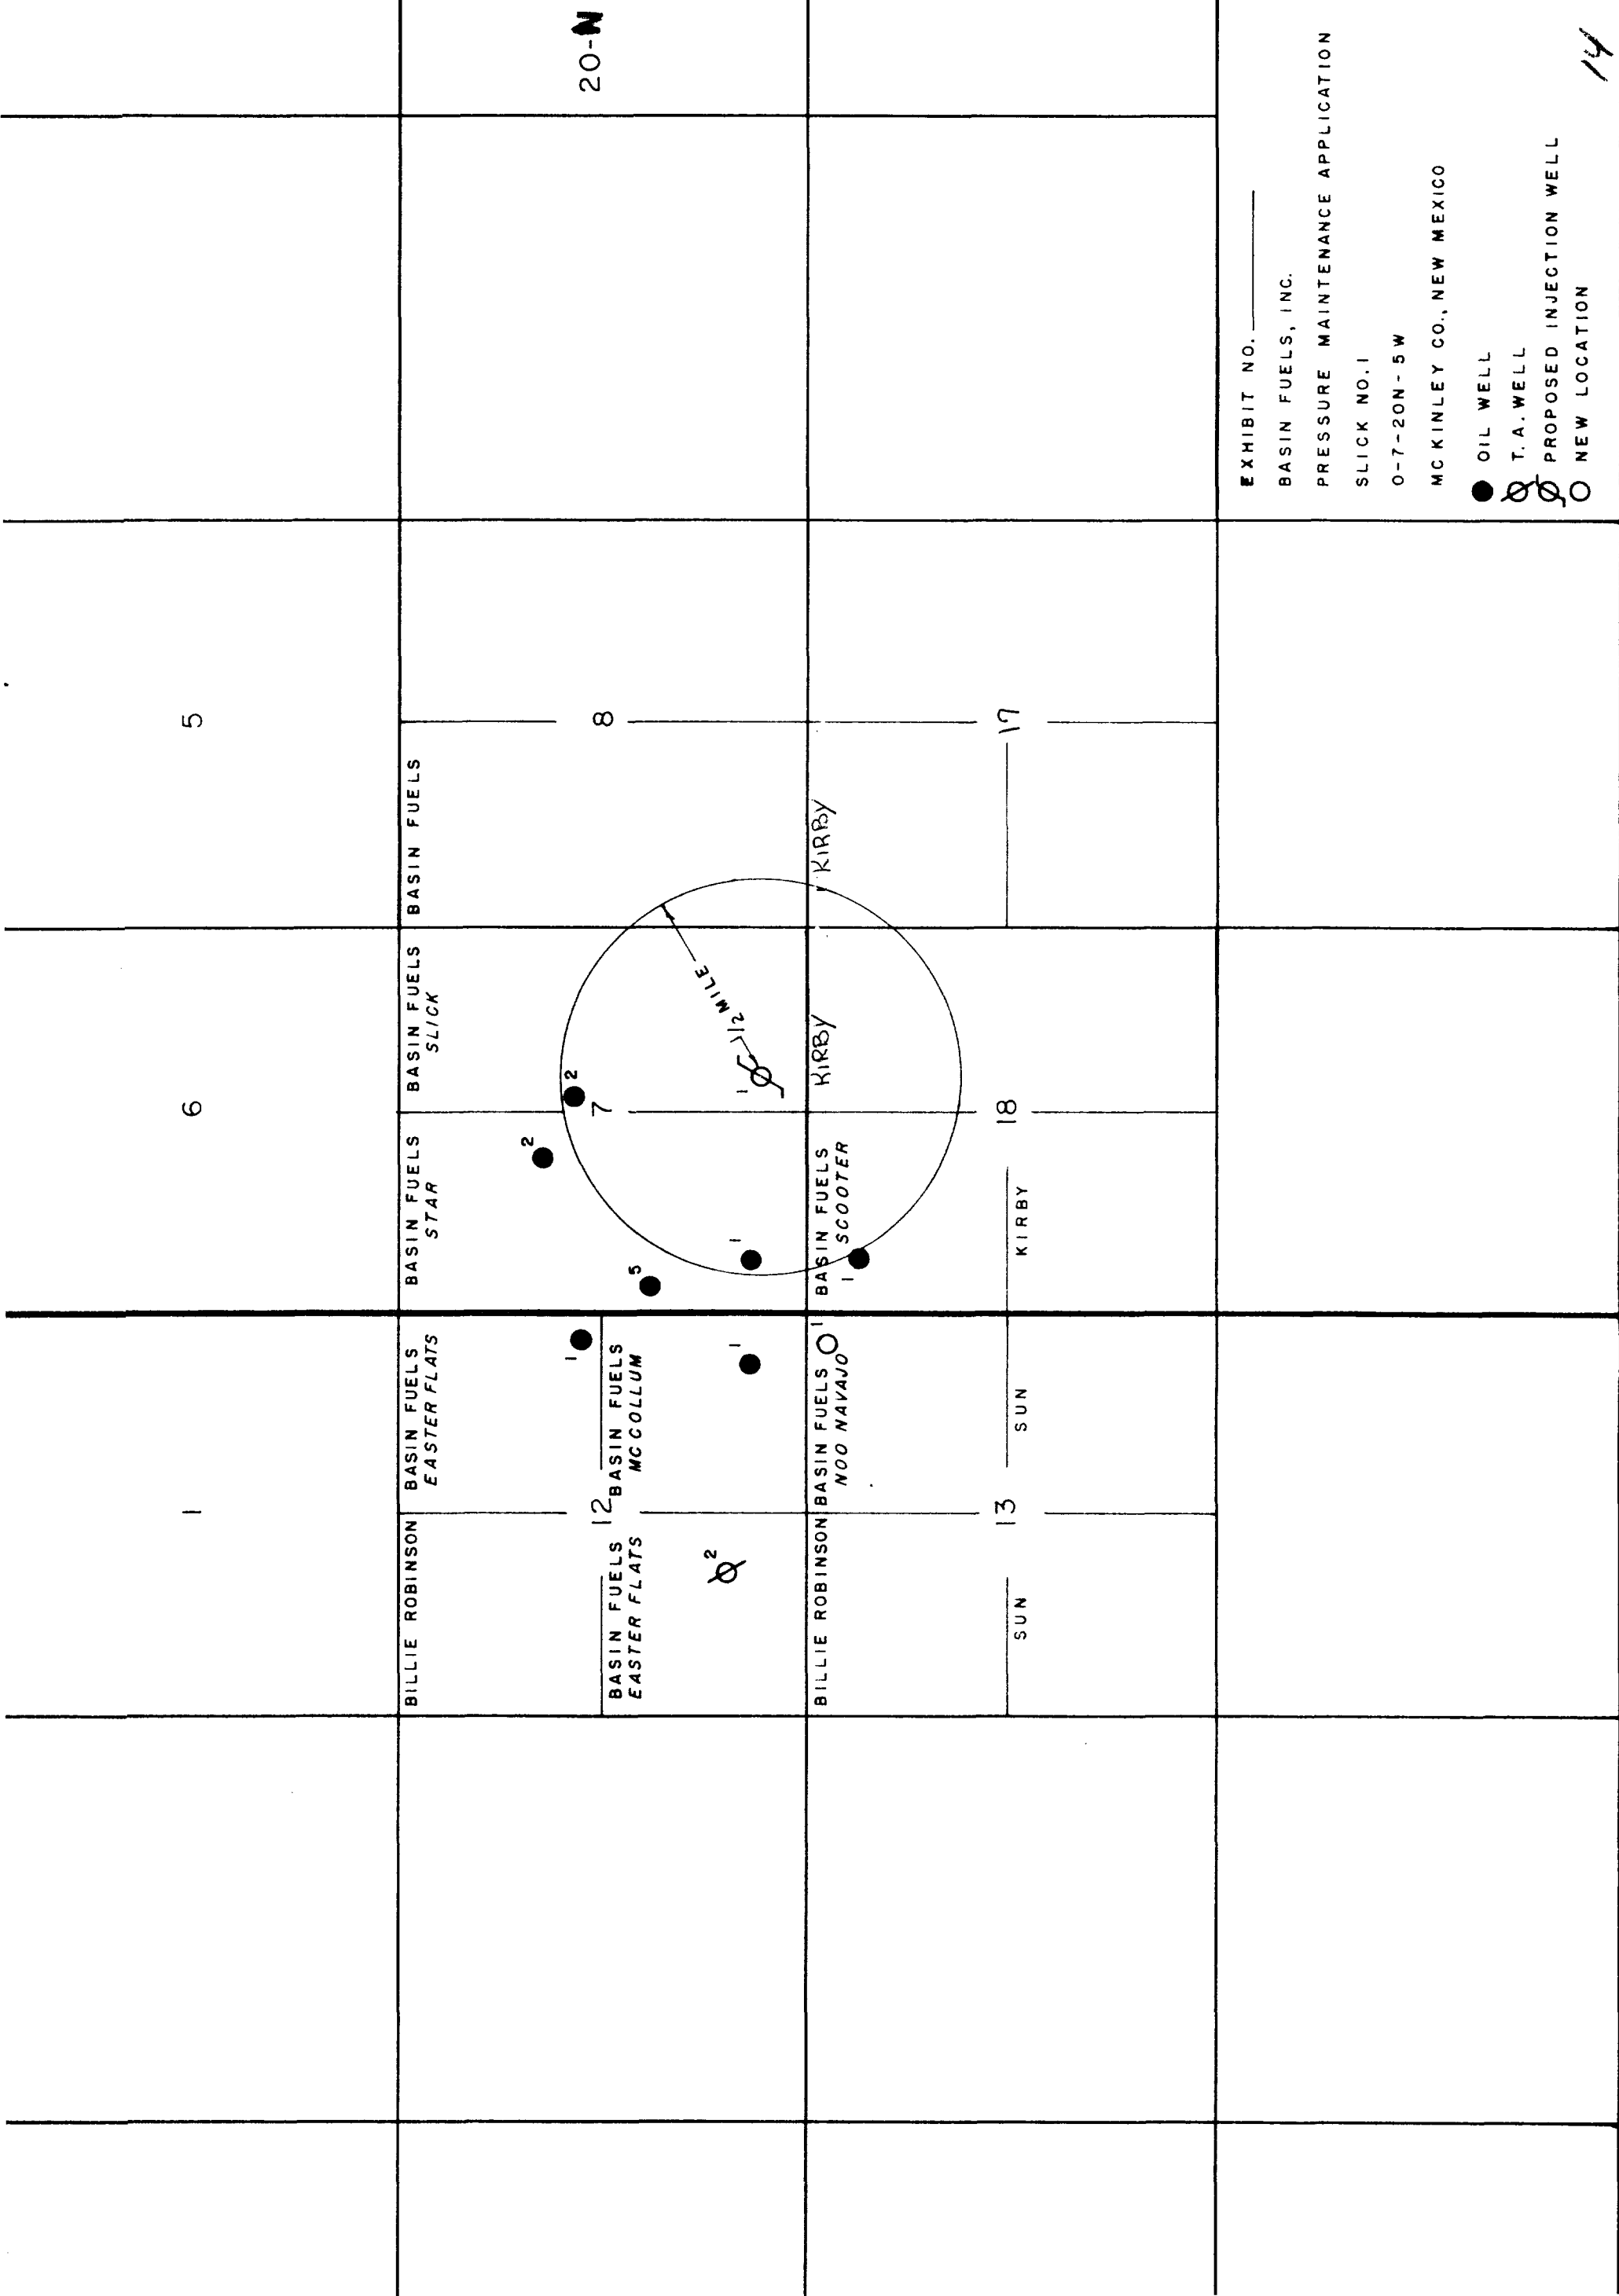 1
6
5
BILLIE ROBINSON
BASIN FUELS
EASTER FLATS
BASIN FUELS
STAR
BASIN FUELS
SLICK
BASIN FUELS
20-N
1
2
2
12
7
8
BASIN FUELS
EASTER FLATS
BASIN FUELS
MC COLLUM
5
1/2 MILE
2
1
1
1
BILLIE ROBINSON
BASIN FUELS
NOO NAVAJO
1
BASIN FUELS
SCOOTER
1
KIRBY
KIRBY
13
18
17
SUN
SUN
KIRBY
EXHIBIT NO.
BASIN FUELS, INC.
PRESSURE MAINTENANCE APPLICATION
SLICK NO. 1
O-7-20N-5W
MC KINLEY CO., NEW MEXICO
OIL WELL
T. A. WELL
PROPOSED INJECTION WELL
NEW LOCATION
14